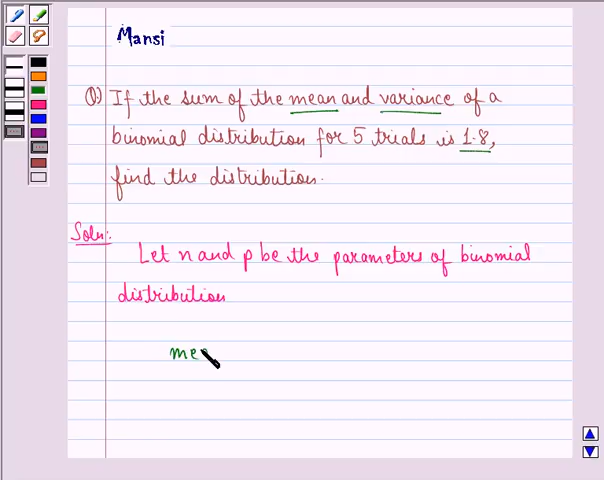 Mansi
Q) If the sum of the mean and variance of a
binomial distribution for 5 trials is 1.8,
find the distribution.
Soln:
Let n and p be the parameters of binomial
distribution
me